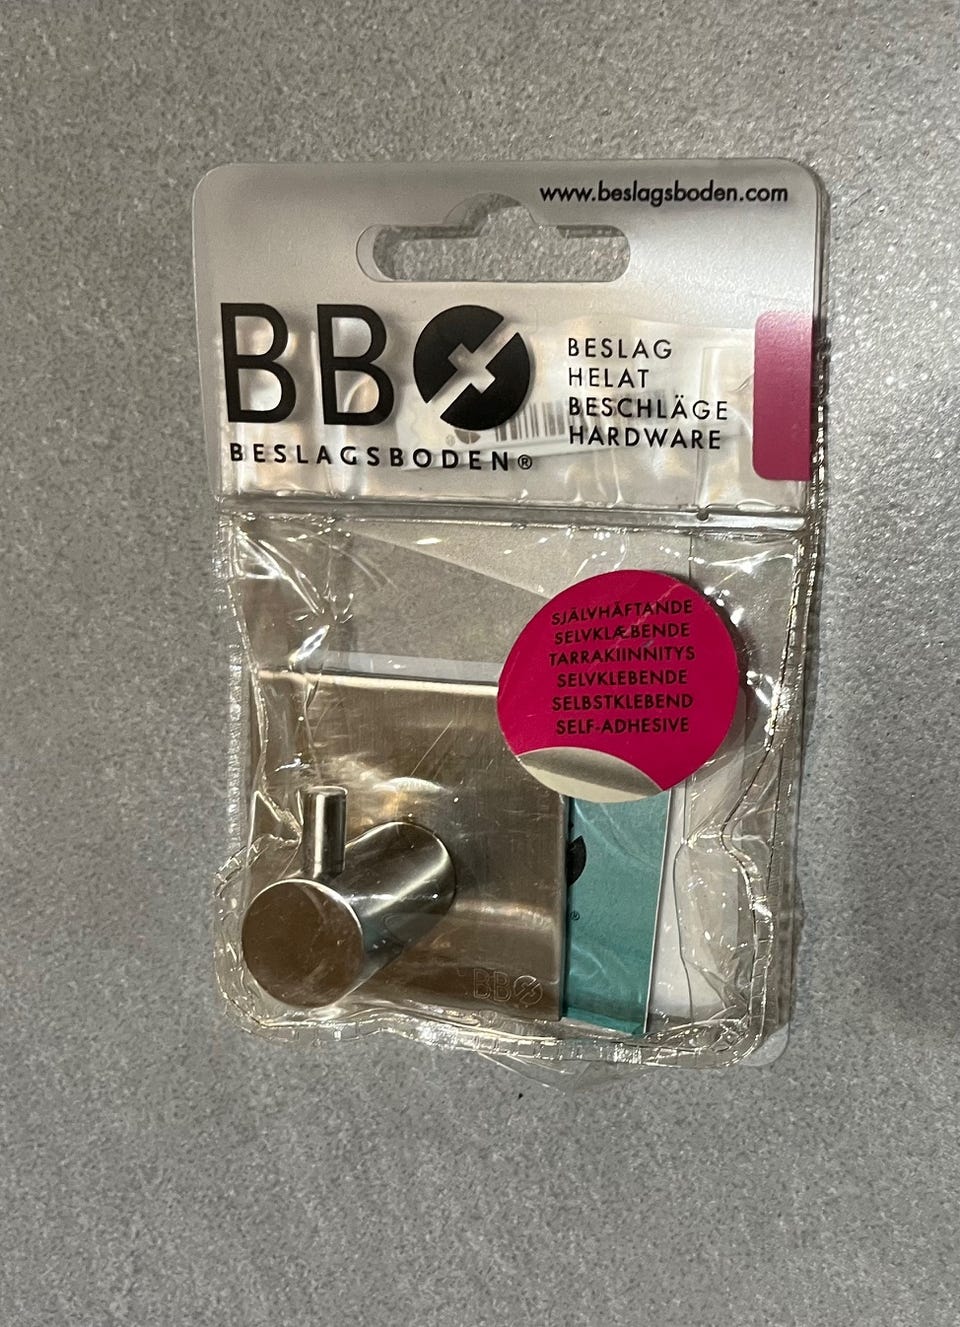 www.beslagsboden.com
BB
BESLAGSBODEN®
BESLAG
HELAT
BESCHLÄGE
HARDWARE
SJÄLVHÄFTANDE
SELVKLÆBENDE
TARRAKIINNITYS
SELVKLEBENDE
SELBSTKLEBEND
SELF-ADHESIVE
®
BB